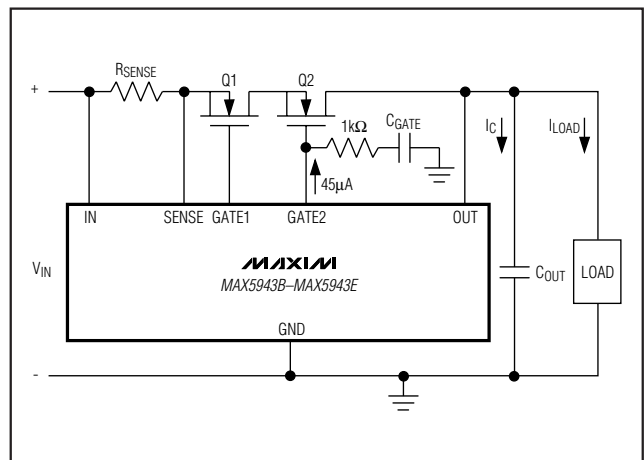 RSENSE Q1 Q2
+
1kΩ CGATE IC ILOAD
45μA
IN SENSE GATE1 GATE2 OUT
VIN MAXIM COUT LOAD
MAX5943B–MAX5943E
GND
-